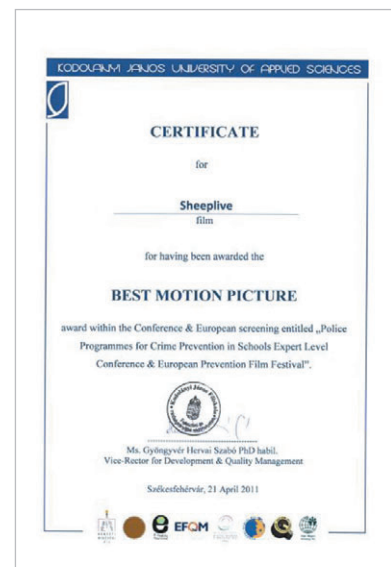 KODOLÁNYI JÁNOS UNIVERSITY OF APPLIED SCIENCES
CERTIFICATE
for
Sheeplive
film
for having been awarded the
BEST MOTION PICTURE
award within the Conference & European screening entitled „Police
Programmes for Crime Prevention in Schools Expert Level
Conference & European Prevention Film Festival”.
Ms. Gyöngyvér Hervai Szabó PhD habil.
Vice-Rector for Development & Quality Management
Székesfehérvár, 21 April 2011
EFQM